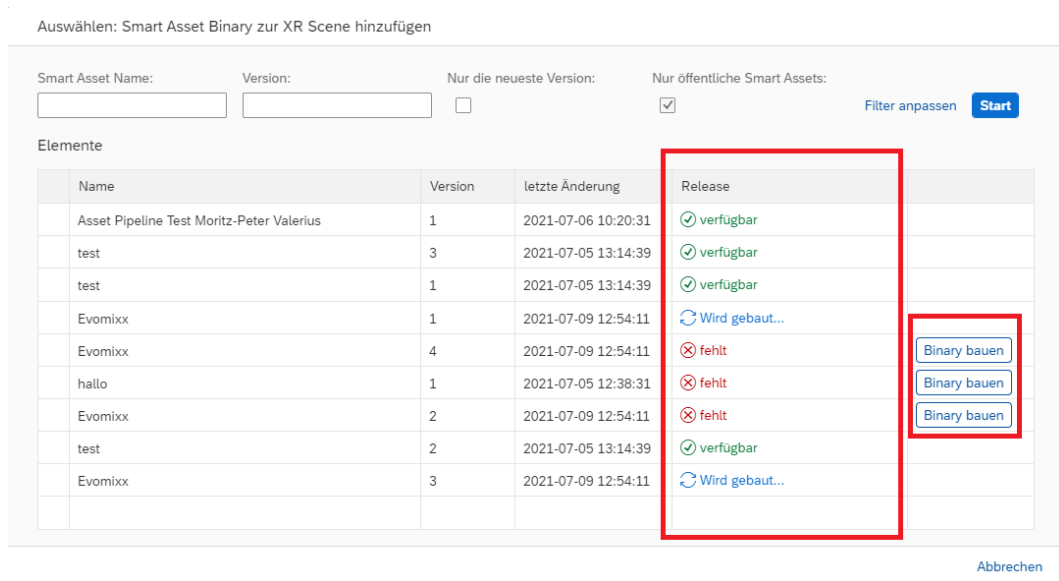 Auswählen: Smart Asset Binary zur XR Scene hinzufügen
Smart Asset Name: Version: Nur die neueste Version: Nur öffentliche Smart Assets:
Filter anpassen Start
Elemente
Name Version letzte Änderung Release
Asset Pipeline Test Moritz-Peter Valerius 1 2021-07-06 10:20:31 verfügbar
test 3 2021-07-05 13:14:39 verfügbar
test 1 2021-07-05 13:14:39 verfügbar
Evomixx 1 2021-07-09 12:54:11 Wird gebaut...
Evomixx 4 2021-07-09 12:54:11 fehlt Binary bauen
hallo 1 2021-07-05 12:38:31 fehlt Binary bauen
Evomixx 2 2021-07-09 12:54:11 fehlt Binary bauen
test 2 2021-07-05 13:14:39 verfügbar
Evomixx 3 2021-07-09 12:54:11 Wird gebaut...
Abbrechen